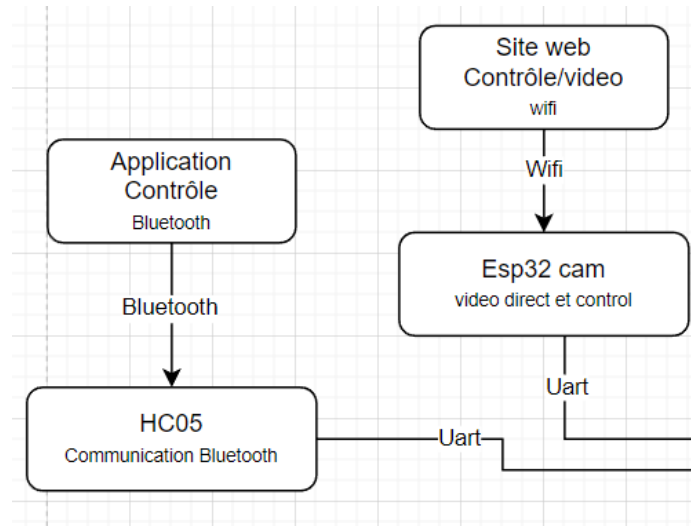 Site web
Contrôle/video
wifi
Wifi
Application
Contrôle
Bluetooth
Bluetooth
Esp32 cam
video direct et control
Uart
HC05
Communication Bluetooth
Uart